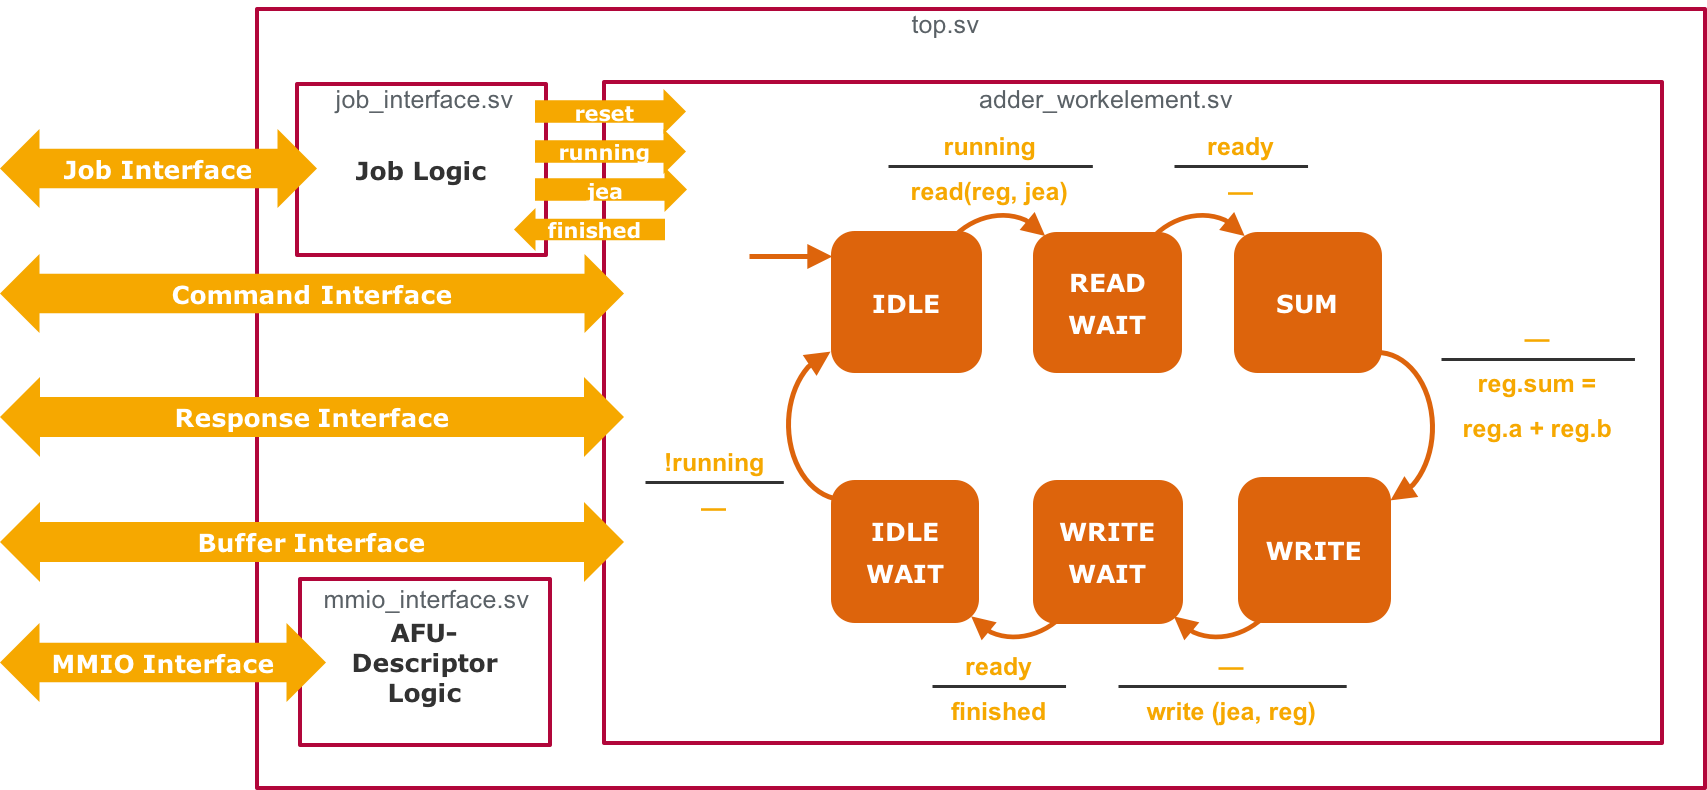 top.sv
job_interface.sv
Job Logic
Job Interface
reset
running
jea
finished
Command Interface
Response Interface
Buffer Interface
mmio_interface.sv
AFU-
Descriptor
Logic
MMIO Interface
adder_workelement.sv
running
read(reg, jea)
ready
—
IDLE
READ
WAIT
SUM
—
reg.sum =
reg.a + reg.b
!running
—
IDLE
WAIT
WRITE
WAIT
WRITE
ready
finished
—
write (jea, reg)